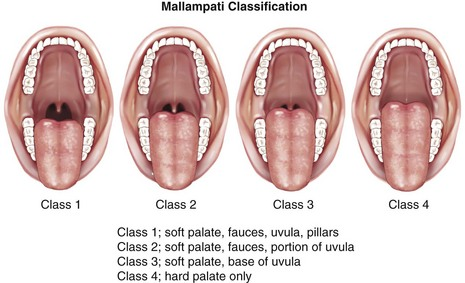 Mallampati Classification
Class 1 Class 2 Class 3 Class 4
Class 1; soft palate, fauces, uvula, pillars
Class 2; soft palate, fauces, portion of uvula
Class 3; soft palate, base of uvula
Class 4; hard palate only